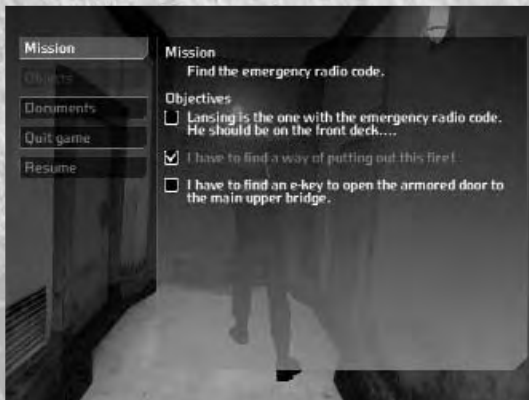 Mission
Objects
Documents
Quit game
Resume
Mission
Find the emergency radio code.
Objectives
Lansing is the one with the emergency radio code.
He should be on the front deck....
I have to find a way of putting out this fire!
I have to find an e-key to open the armored door to
the main upper bridge.